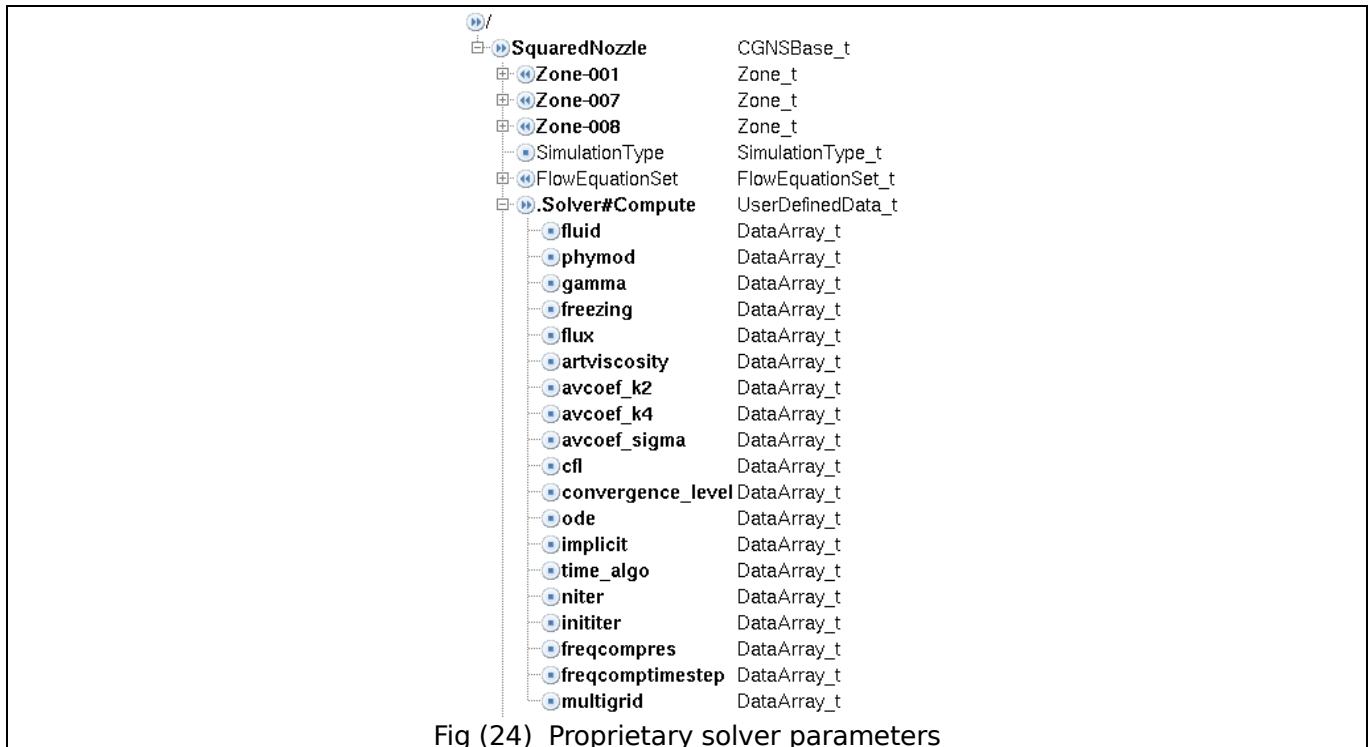 /
SquaredNozzle CGNSBase_t
Zone-001 Zone_t
Zone-007 Zone_t
Zone-008 Zone_t
SimulationType SimulationType_t
FlowEquationSet FlowEquationSet_t
.Solver#Compute UserDefinedData_t
fluid DataArray_t
phymod DataArray_t
gamma DataArray_t
freezing DataArray_t
flux DataArray_t
artviscosity DataArray_t
avcoef_k2 DataArray_t
avcoef_k4 DataArray_t
avcoef_sigma DataArray_t
cfl DataArray_t
convergence_level DataArray_t
ode DataArray_t
implicit DataArray_t
time_algo DataArray_t
niter DataArray_t
inititer DataArray_t
freqcompres DataArray_t
freqcomptimestep DataArray_t
multigrid DataArray_t
Fig (24) Proprietary solver parameters